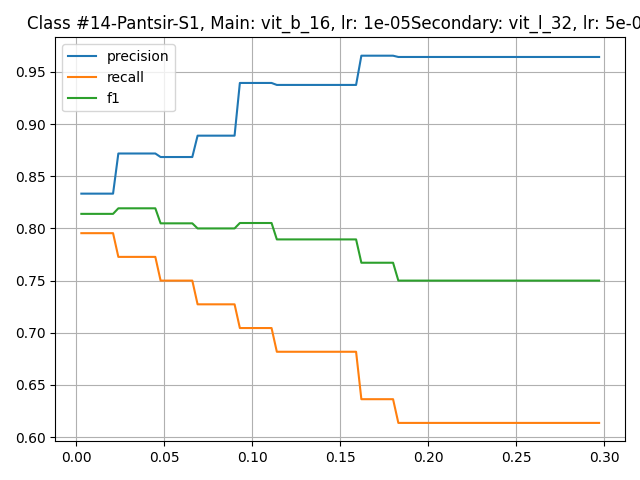 Class #14-Pantsir-S1, Main: vit_b_16, lr: 1e-05Secondary: vit_l_32, lr: 5e-0
precision
recall
f1
0.95
0.90
0.85
0.80
0.75
0.70
0.65
0.60
0.00 0.05 0.10 0.15 0.20 0.25 0.30